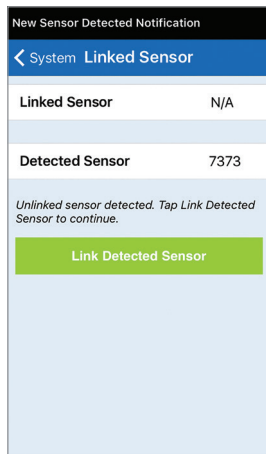 New Sensor Detected Notification
System Linked Sensor
Linked Sensor N/A
Detected Sensor 7373
Unlinked sensor detected. Tap Link Detected
Sensor to continue.
Link Detected Sensor